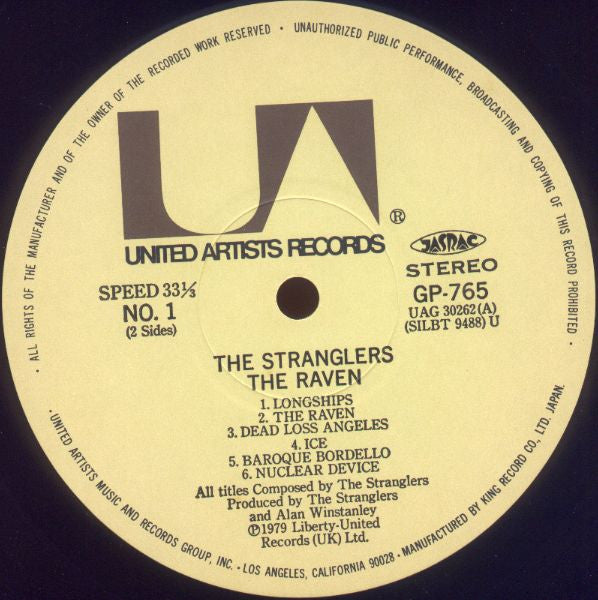 · ALL RIGHTS OF THE MANUFACTURER AND OF THE OWNER OF THE RECORDED WORK RESERVED · UNAUTHORIZED PUBLIC PERFORMANCE, BROADCASTING AND COPYING OF THIS RECORD PROHIBITED ·
UA®
UNITED ARTISTS RECORDS
JASRAC
STEREO
SPEED 33⅓
GP-765
NO. 1
UAG 30262(A)
(2 Sides)
(SILBT 9488) U
THE STRANGLERS
THE RAVEN
1. LONGSHIPS
2. THE RAVEN
3. DEAD LOSS ANGELES
4. ICE
5. BAROQUE BORDELLO
6. NUCLEAR DEVICE
All titles Composed by The Stranglers
Produced by The Stranglers
and Alan Winstanley
℗1979 Liberty-United
Records (UK) Ltd.
· UNITED ARTISTS MUSIC AND RECORDS GROUP, INC. · LOS ANGELES, CALIFORNIA 90028 · MANUFACTURED BY KING RECORD CO., LTD. JAPAN.